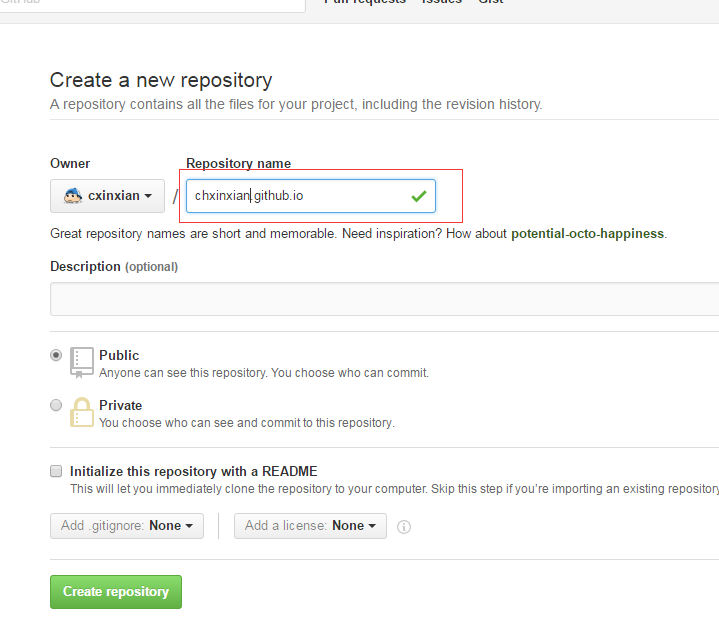 GitHub
Pull requests Issues Gist
Create a new repository
A repository contains all the files for your project, including the revision history.
Owner Repository name
cxinxian / chxinxian.github.io
Great repository names are short and memorable. Need inspiration? How about potential-octo-happiness.
Description (optional)
Public
Anyone can see this repository. You choose who can commit.
Private
You choose who can see and commit to this repository.
Initialize this repository with a README
This will let you immediately clone the repository to your computer. Skip this step if you're importing an existing repository
Add .gitignore: None Add a license: None
Create repository